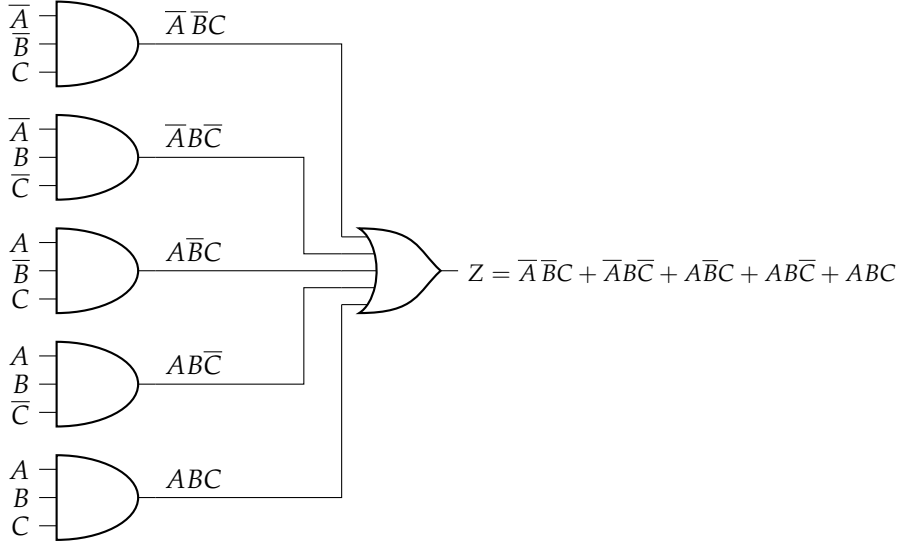 A̅
B̅
C
A̅ B̅C
A̅
B
C̅
A̅BC̅
A
B̅
C
AB̅C
Z = A̅ B̅C + A̅BC̅ + AB̅C + ABC̅ + ABC
A
B
C̅
ABC̅
A
B
C
ABC